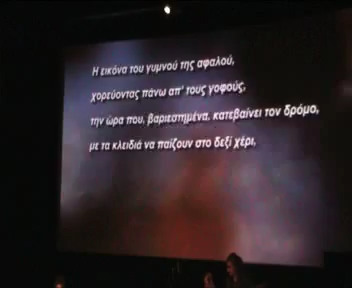 Η εικόνα του γυμνού της αφαλού,
χορεύοντας πάνω απ' τους γοφούς,
την ώρα που, βαριεστημένα, κατεβαίνει τον δρόμο,
με τα κλειδιά να παίζουν στο δεξί χέρι,